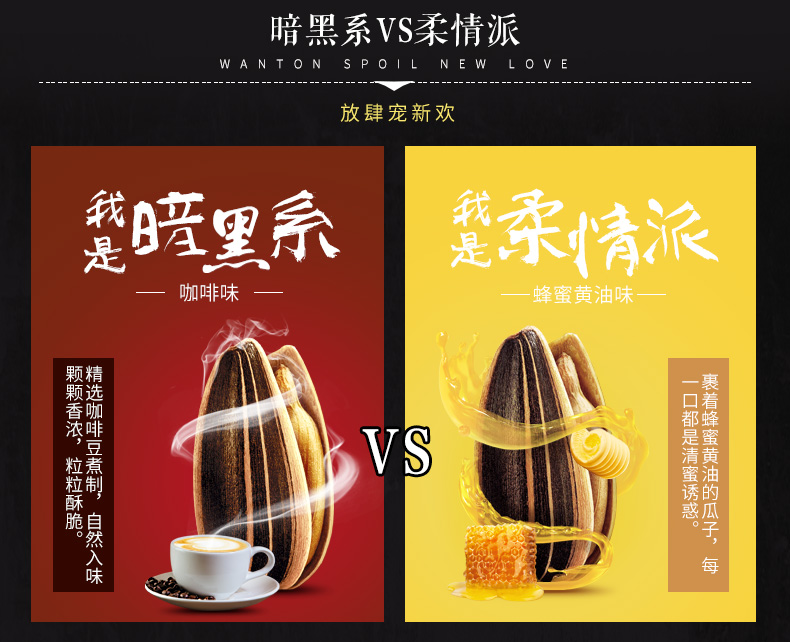 暗黑系VS柔情派
WANTON SPOIL NEW LOVE
放肆宠新欢
我是暗黑系
咖啡味
精选咖啡豆煮制，自然入味
颗颗香浓，粒粒酥脆。
VS
我是柔情派
蜂蜜黄油味
裹着蜂蜜黄油的瓜子，每
一口都是清蜜诱惑。